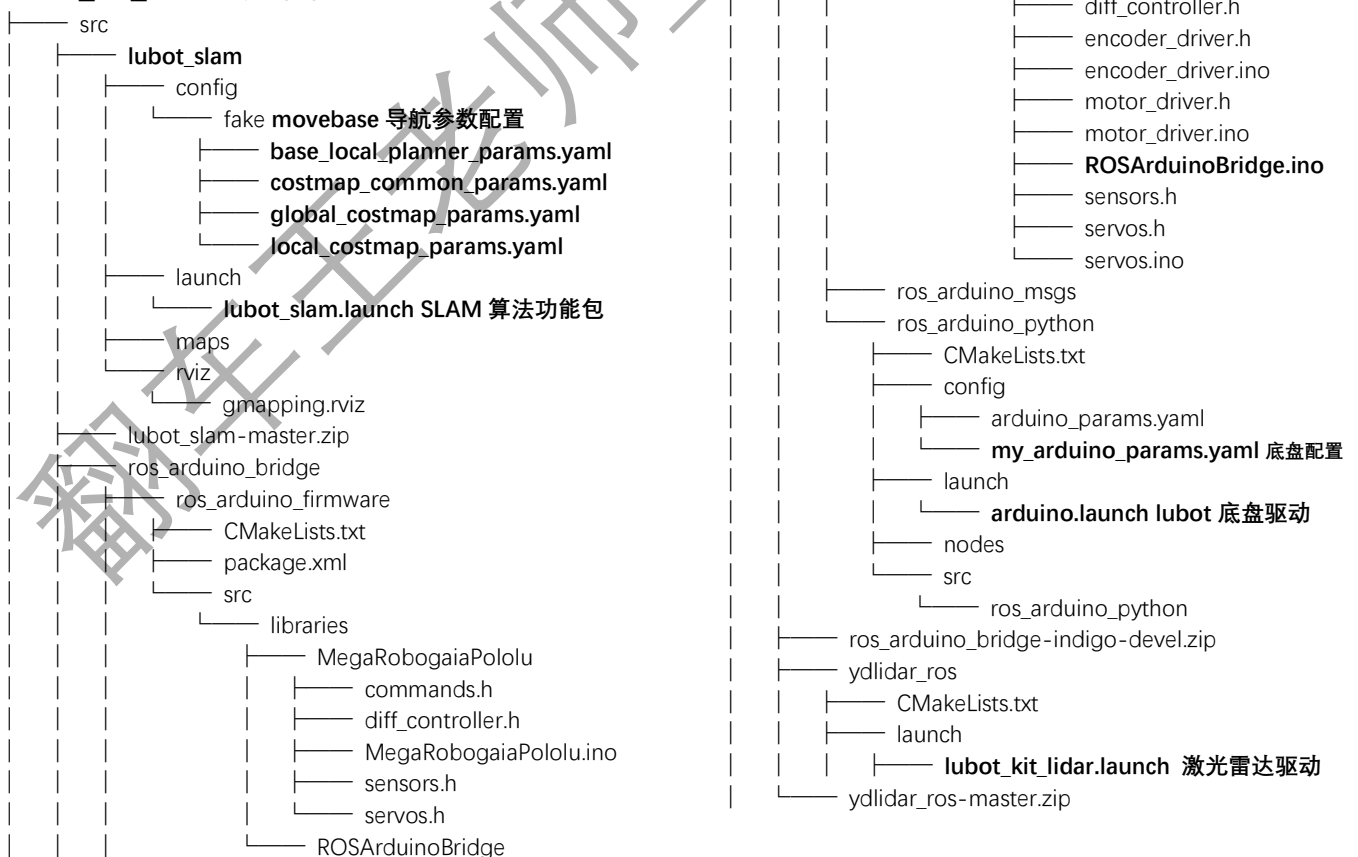 src
lubot_slam
config
fake movebase 导航参数配置
base_local_planner_params.yaml
costmap_common_params.yaml
global_costmap_params.yaml
local_costmap_params.yaml
launch
lubot_slam.launch SLAM 算法功能包
maps
rviz
gmapping.rviz
lubot_slam-master.zip
ros_arduino_bridge
ros_arduino_firmware
CMakeLists.txt
package.xml
src
libraries
MegaRobogaiaPololu
commands.h
diff_controller.h
MegaRobogaiaPololu.ino
sensors.h
servos.h
ROSArduinoBridge
diff_controller.h
encoder_driver.h
encoder_driver.ino
motor_driver.h
motor_driver.ino
ROSArduinoBridge.ino
sensors.h
servos.h
servos.ino
ros_arduino_msgs
ros_arduino_python
CMakeLists.txt
config
arduino_params.yaml
my_arduino_params.yaml 底盘配置
launch
arduino.launch lubot 底盘驱动
nodes
src
ros_arduino_python
ros_arduino_bridge-indigo-devel.zip
ydlidar_ros
CMakeLists.txt
launch
lubot_kit_lidar.launch 激光雷达驱动
ydlidar_ros-master.zip
翻车王老师